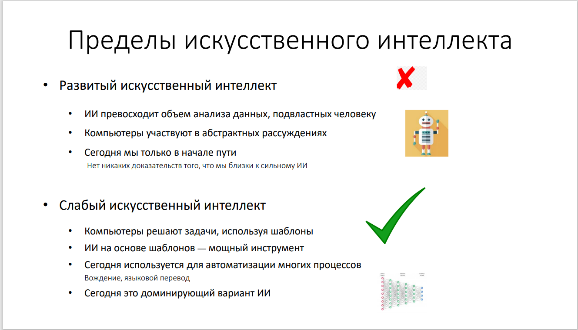 Пределы искусственного интеллекта
• Развитый искусственный интеллект
• ИИ превосходит объем анализа данных, подвластных человеку
• Компьютеры участвуют в абстрактных рассуждениях
• Сегодня мы только в начале пути
Нет никаких доказательств того, что мы близки к сильному ИИ
• Слабый искусственный интеллект
• Компьютеры решают задачи, используя шаблоны
• ИИ на основе шаблонов — мощный инструмент
• Сегодня используется для автоматизации многих процессов
Вождение, языковой перевод
• Сегодня это доминирующий вариант ИИ